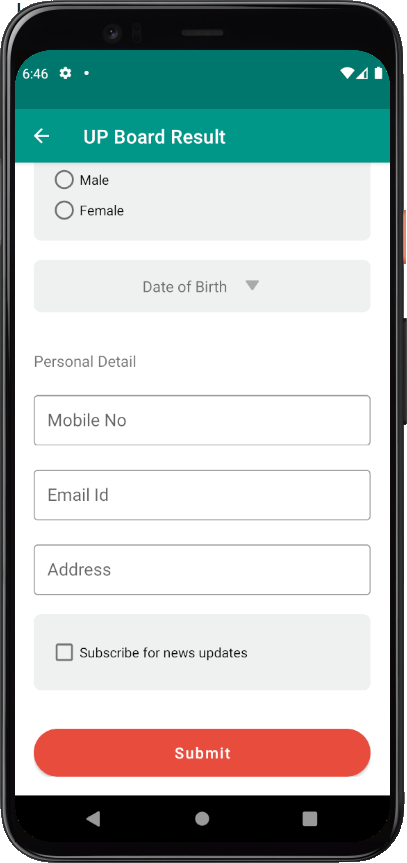 6:46
UP Board Result
Male
Female
Date of Birth
Personal Detail
Mobile No
Email Id
Address
Subscribe for news updates
Submit